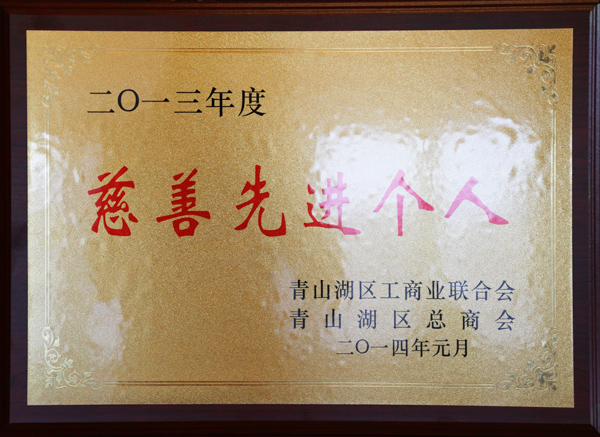 二〇一三年度
慈善先进个人
青山湖区工商业联合会
青山湖区总商会
二〇一四年元月